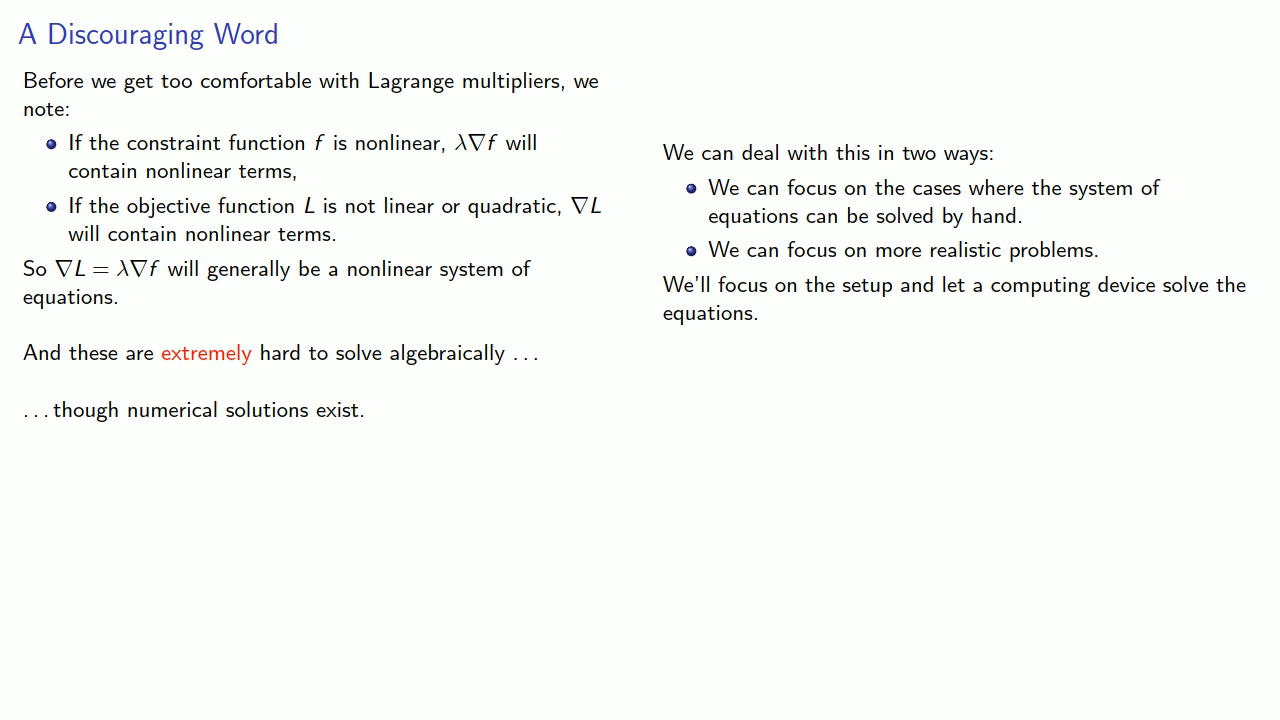 A Discouraging Word
Before we get too comfortable with Lagrange multipliers, we
note:
If the constraint function f is nonlinear, λ∇f will
contain nonlinear terms,
If the objective function L is not linear or quadratic, ∇L
will contain nonlinear terms.
So ∇L = λ∇f will generally be a nonlinear system of
equations.
And these are extremely hard to solve algebraically ...
... though numerical solutions exist.
We can deal with this in two ways:
We can focus on the cases where the system of
equations can be solved by hand.
We can focus on more realistic problems.
We'll focus on the setup and let a computing device solve the
equations.